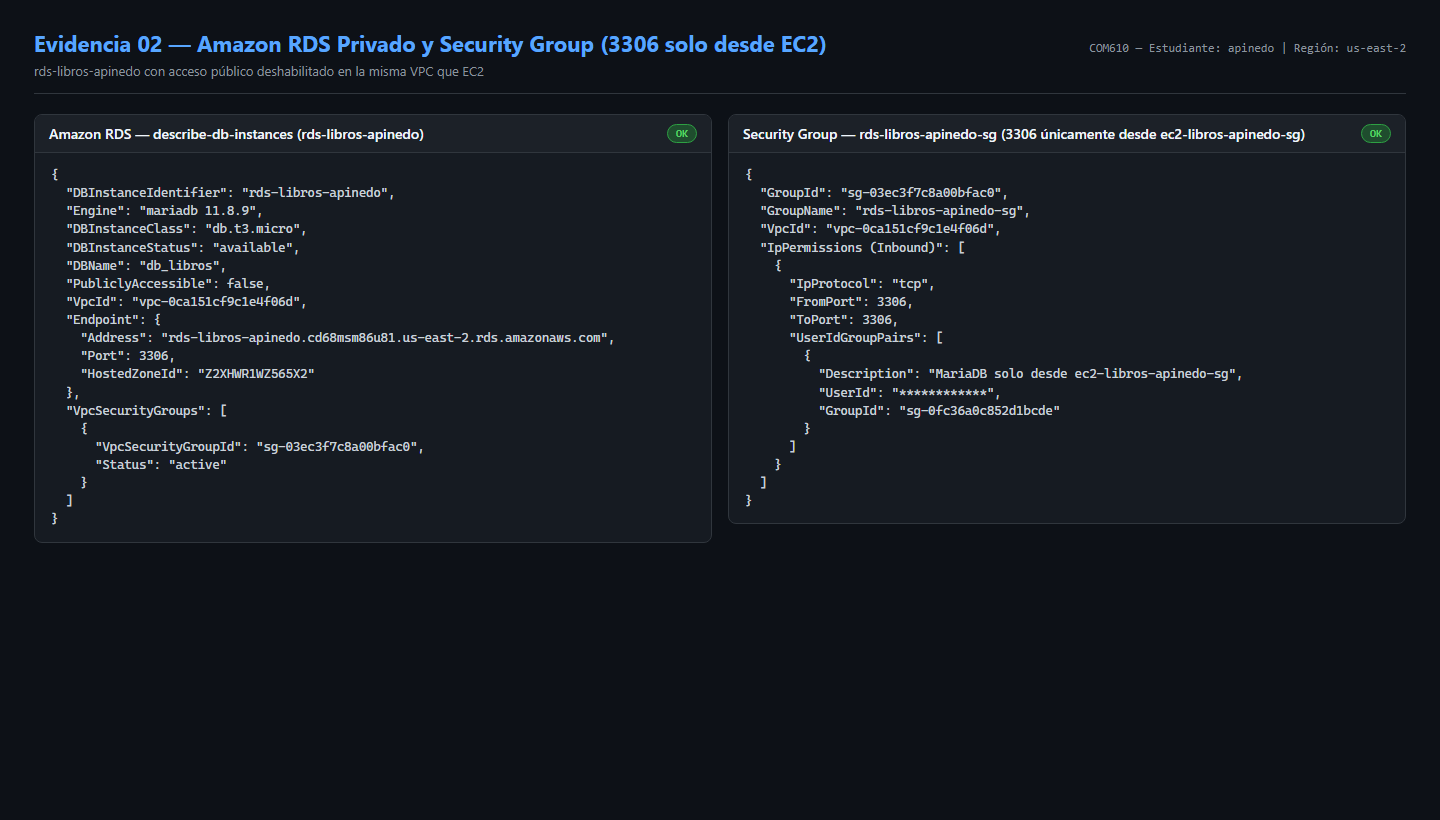 Evidencia 02 — Amazon RDS Privado y Security Group (3306 solo desde EC2)
COM610 — Estudiante: apinedo | Región: us-east-2
rds-libros-apinedo con acceso público deshabilitado en la misma VPC que EC2
Amazon RDS — describe-db-instances (rds-libros-apinedo)
OK
{
  "DBInstanceIdentifier": "rds-libros-apinedo",
  "Engine": "mariadb 11.8.9",
  "DBInstanceClass": "db.t3.micro",
  "DBInstanceStatus": "available",
  "DBName": "db_libros",
  "PubliclyAccessible": false,
  "VpcId": "vpc-0ca151cf9c1e4f06d",
  "Endpoint": {
    "Address": "rds-libros-apinedo.cd68msm86u81.us-east-2.rds.amazonaws.com",
    "Port": 3306,
    "HostedZoneId": "Z2XHWR1WZ565X2"
  },
  "VpcSecurityGroups": [
    {
      "VpcSecurityGroupId": "sg-03ec3f7c8a00bfac0",
      "Status": "active"
    }
  ]
}
Security Group — rds-libros-apinedo-sg (3306 únicamente desde ec2-libros-apinedo-sg)
OK
{
  "GroupId": "sg-03ec3f7c8a00bfac0",
  "GroupName": "rds-libros-apinedo-sg",
  "VpcId": "vpc-0ca151cf9c1e4f06d",
  "IpPermissions (Inbound)": [
    {
      "IpProtocol": "tcp",
      "FromPort": 3306,
      "ToPort": 3306,
      "UserIdGroupPairs": [
        {
          "Description": "MariaDB solo desde ec2-libros-apinedo-sg",
          "UserId": "************",
          "GroupId": "sg-0fc36a0c852d1bcde"
        }
      ]
    }
  ]
}